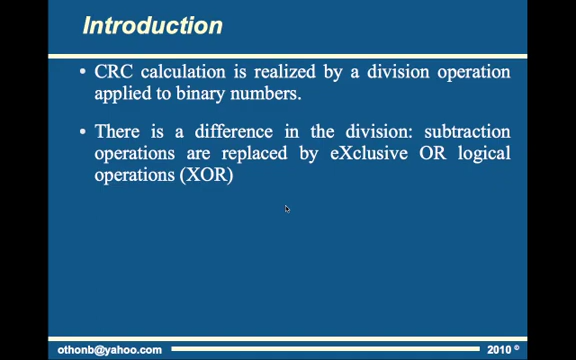 Introduction
• CRC calculation is realized by a division operation
applied to binary numbers.
• There is a difference in the division: subtraction
operations are replaced by eXclusive OR logical
operations (XOR)
othonb@yahoo.com
2010 ©